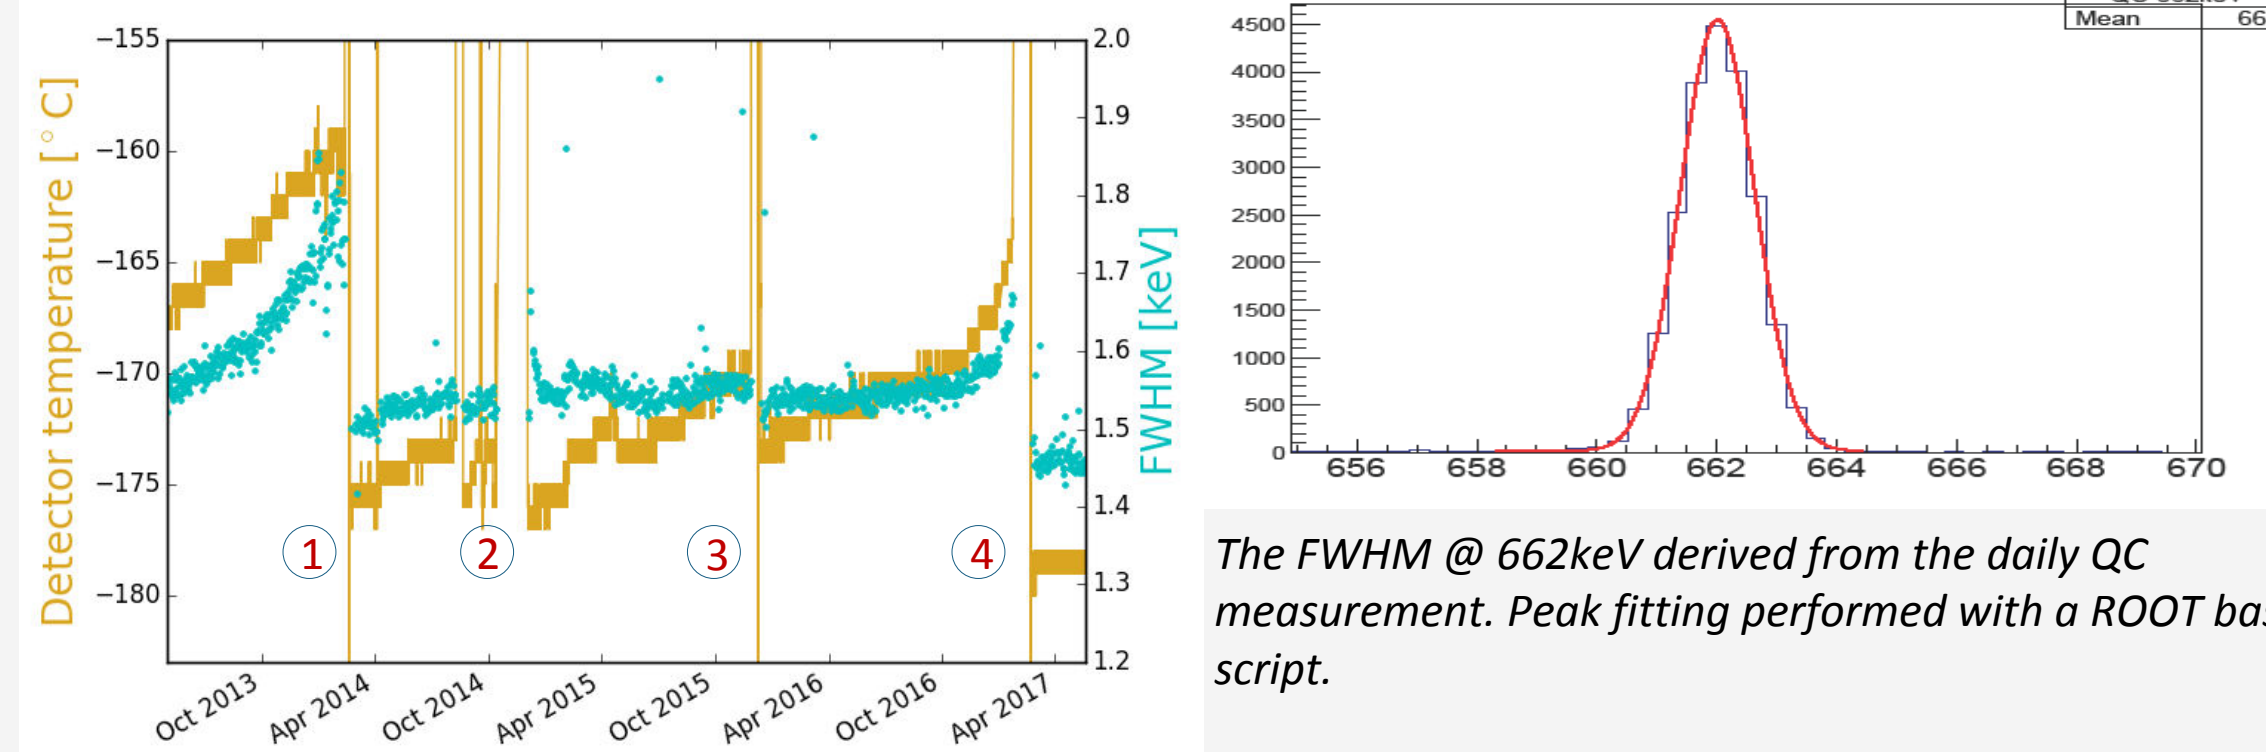 Detector temperature [°C]
−155
−160
−165
−170
−175
−180
2.0
1.9
1.8
1.7
1.6
1.5
1.4
1.3
1.2
FWHM [keV]
1
2
3
4
Oct 2013
Apr 2014
Oct 2014
Apr 2015
Oct 2015
Apr 2016
Oct 2016
Apr 2017
Mean 66
4500
4000
3500
3000
2500
2000
1500
1000
500
0
656
658
660
662
664
666
668
670
The FWHM @ 662keV derived from the daily QC
measurement. Peak fitting performed with a ROOT
script.